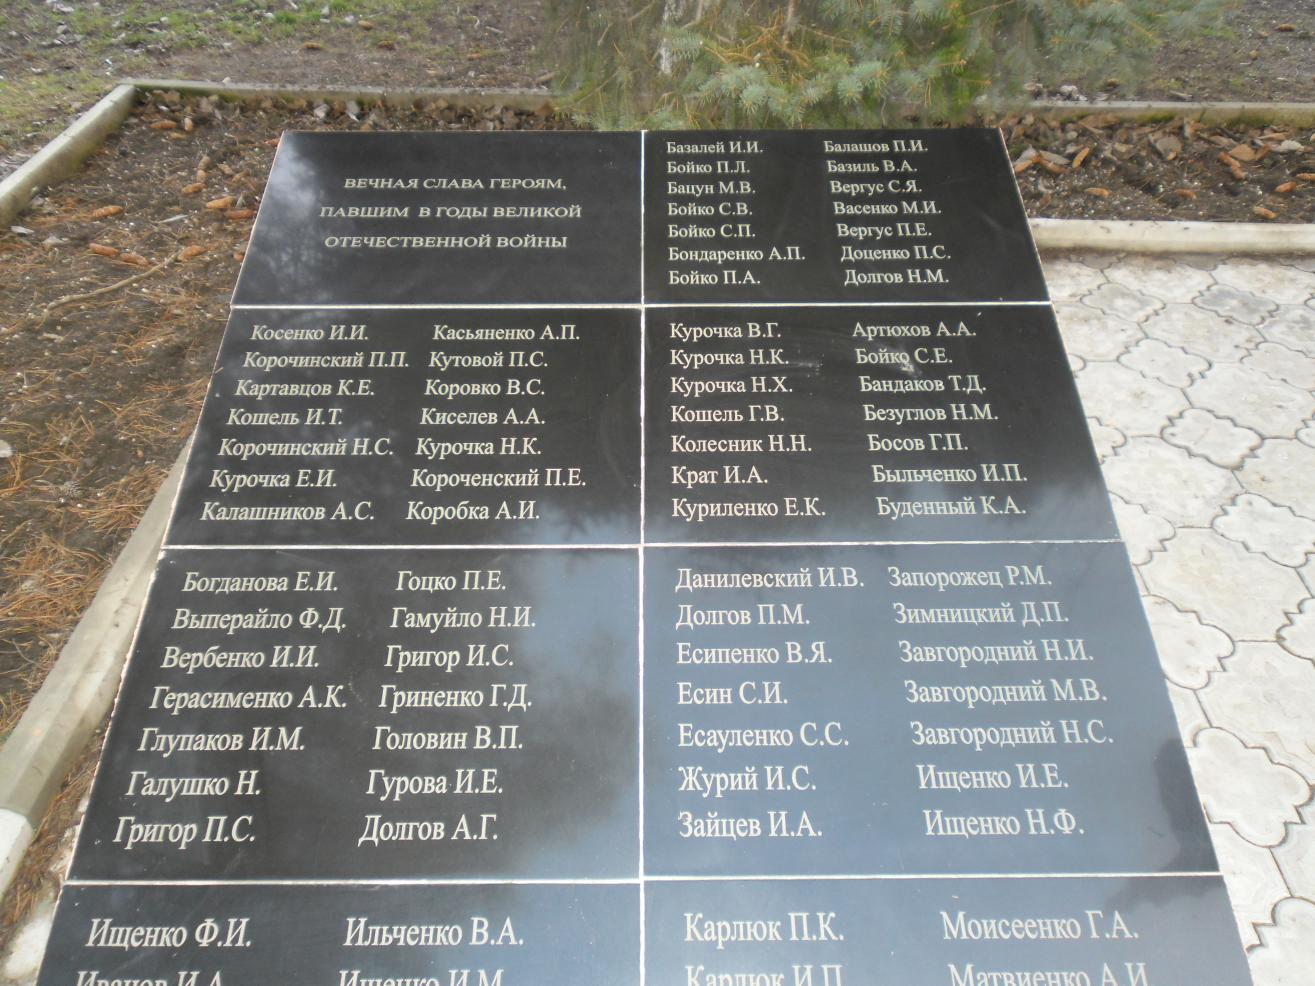 ВЕЧНАЯ СЛАВА ГЕРОЯМ,
ПАВШИМ В ГОДЫ ВЕЛИКОЙ
ОТЕЧЕСТВЕННОЙ ВОЙНЫ
Базалей И.И. Балашов П.И.
Бойко П.Л. Базиль В.А.
Бацун М.В. Вергус С.Я.
Бойко С.В. Васенко М.И.
Бойко С.П. Вергус П.Е.
Бондаренко А.П. Доценко П.С.
Бойко П.А. Долгов Н.М.
Косенко И.И. Касьяненко А.П.
Корочинский П.П. Кутовой П.С.
Картавцов К.Е. Коровко В.С.
Кошель И.Т. Киселев А.А.
Корочинский Н.С. Курочка Н.К.
Курочка Е.И. Короченский П.Е.
Калашников А.С. Коробка А.И.
Курочка В.Г. Артюхов А.А.
Курочка Н.К. Бойко С.Е.
Курочка Н.Х. Бандаков Т.Д.
Кошель Г.В. Безуглов Н.М.
Колесник Н.Н. Босов Г.П.
Крат И.А. Быльченко И.П.
Куриленко Е.К. Буденный К.А.
Богданова Е.И. Гоцко П.Е.
Выперайло Ф.Д. Гамуйло Н.И.
Вербенко И.И. Григор И.С.
Герасименко А.К. Гриненко Г.Д.
Глупаков И.М. Головин В.П.
Галушко Н. Гурова И.Е.
Григор П.С. Долгов А.Г.
Данилевский И.В. Запорожец Р.М.
Долгов П.М. Зимницкий Д.П.
Есипенко В.Я. Завгородний Н.И.
Есин С.И. Завгородний М.В.
Есауленко С.С. Завгородний Н.С.
Журий И.С. Ищенко И.Е.
Зайцев И.А. Ищенко Н.Ф.
Ищенко Ф.И. Ильченко В.А.
Иванов И.А. Ищенко И.М.
Карлюк П.К. Моисеенко Г.А.
Карлюк И.П. Матвиенко А.И.